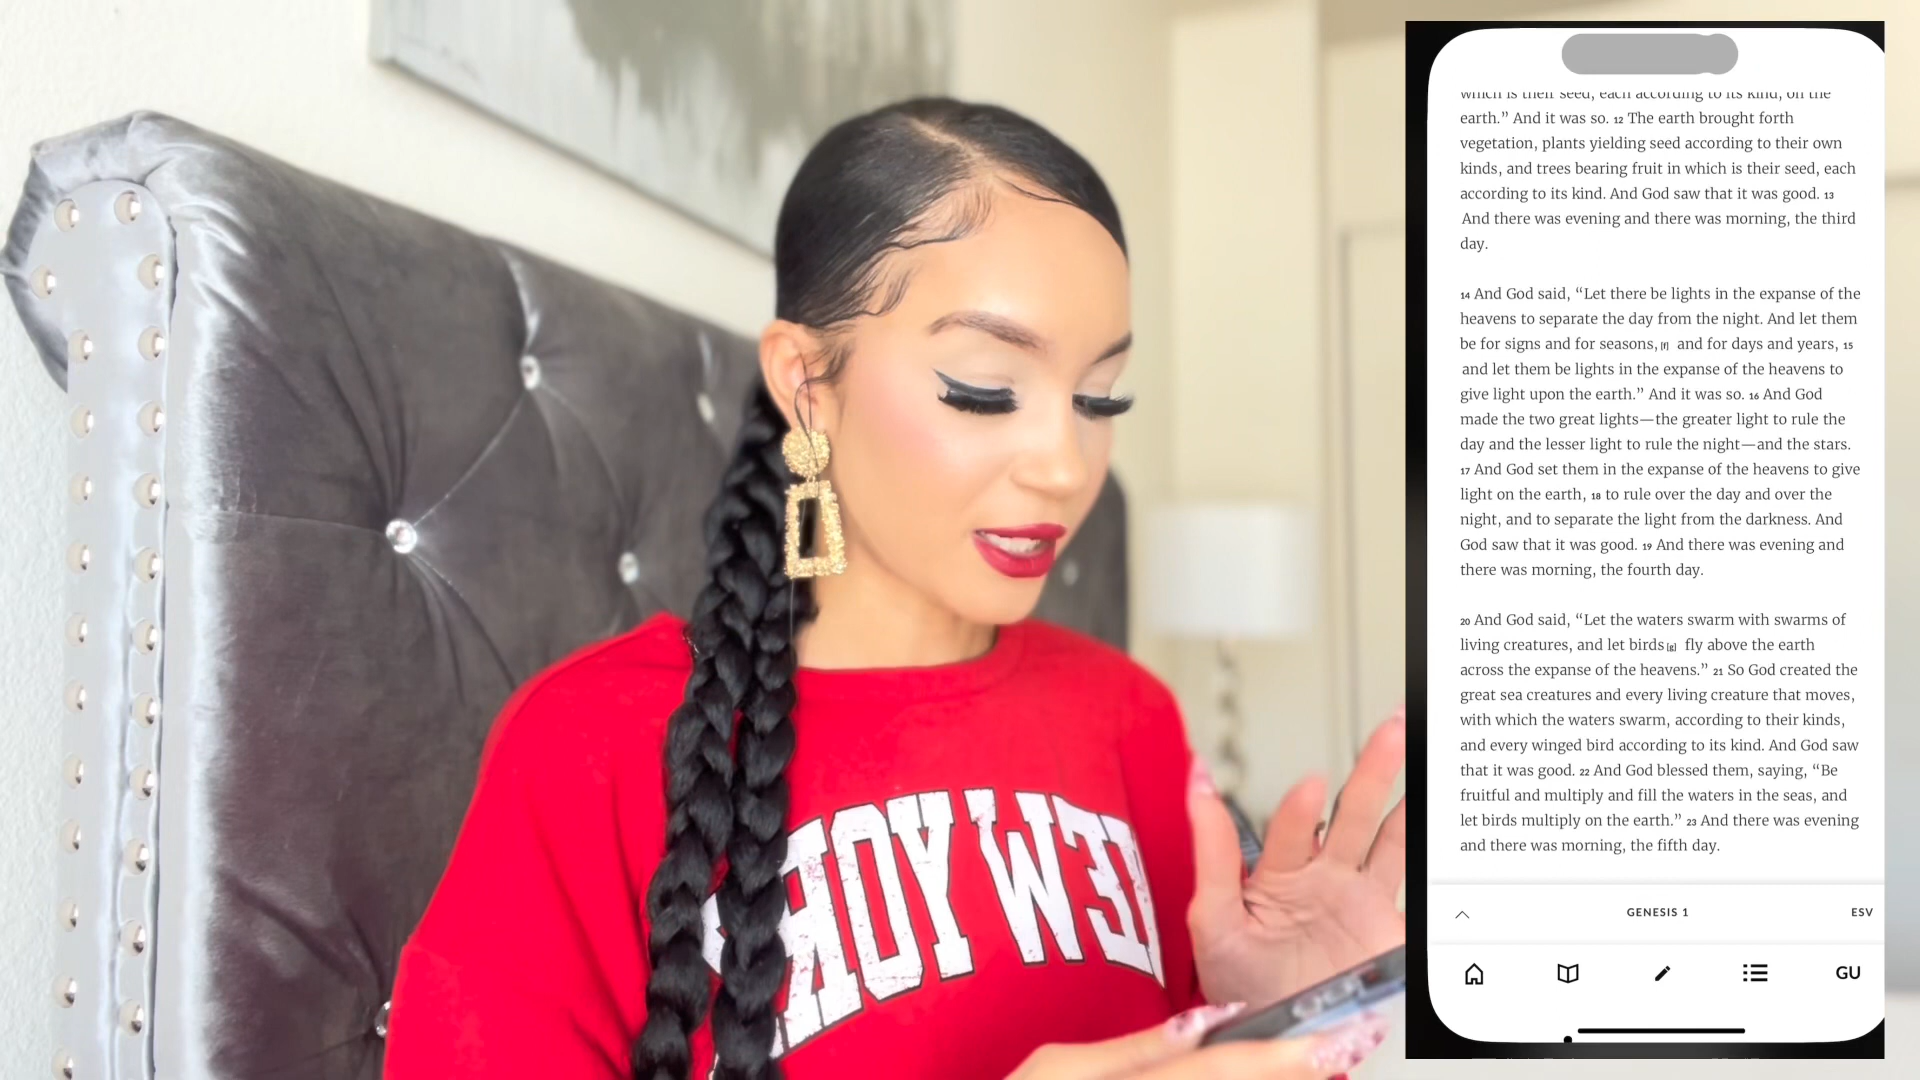 which is their seed, each according to its kind, on the
earth.” And it was so. 12 The earth brought forth
vegetation, plants yielding seed according to their own
kinds, and trees bearing fruit in which is their seed, each
according to its kind. And God saw that it was good. 13
And there was evening and there was morning, the third
day.
14 And God said, “Let there be lights in the expanse of the
heavens to separate the day from the night. And let them
be for signs and for seasons,[f] and for days and years, 15
and let them be lights in the expanse of the heavens to
give light upon the earth.” And it was so. 16 And God
made the two great lights—the greater light to rule the
day and the lesser light to rule the night—and the stars.
17 And God set them in the expanse of the heavens to give
light on the earth, 18 to rule over the day and over the
night, and to separate the light from the darkness. And
God saw that it was good. 19 And there was evening and
there was morning, the fourth day.
20 And God said, “Let the waters swarm with swarms of
living creatures, and let birds[g] fly above the earth
across the expanse of the heavens.” 21 So God created the
great sea creatures and every living creature that moves,
with which the waters swarm, according to their kinds,
and every winged bird according to its kind. And God saw
that it was good. 22 And God blessed them, saying, “Be
fruitful and multiply and fill the waters in the seas, and
let birds multiply on the earth.” 23 And there was evening
and there was morning, the fifth day.
GENESIS 1 ESV
GU
NEW YORK